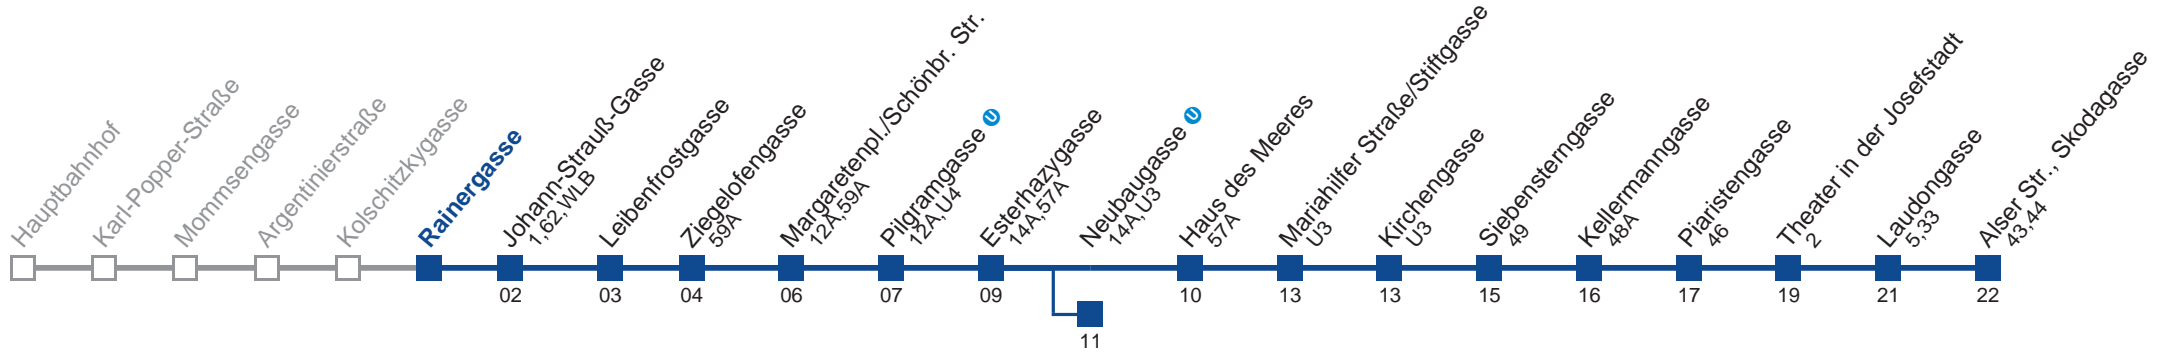 Hauptbahnhof
Karl-Popper-Straße
Mommsengasse
Argentinierstraße
Kolschitzkygasse
Rainergasse
Johann-Strauß-Gasse
1,62,WLB
02
Leibenfrostgasse
03
Ziegelofengasse
59A
04
Margaretenpl./Schönbr. Str.
12A,59A
06
Pilgramgasse U
12A,U4
07
Esterhazygasse
14A,57A
09
Neubaugasse U
14A,U3
11
Haus des Meeres
57A
10
Mariahilfer Straße/Stiftgasse
U3
13
Kirchengasse
U3
13
Siebensterngasse
49
15
Kellermanngasse
48A
16
Piaristengasse
46
17
Theater in der Josefstadt
2
19
Laudongasse
5,33
21
Alser Str., Skodagasse
43,44
22